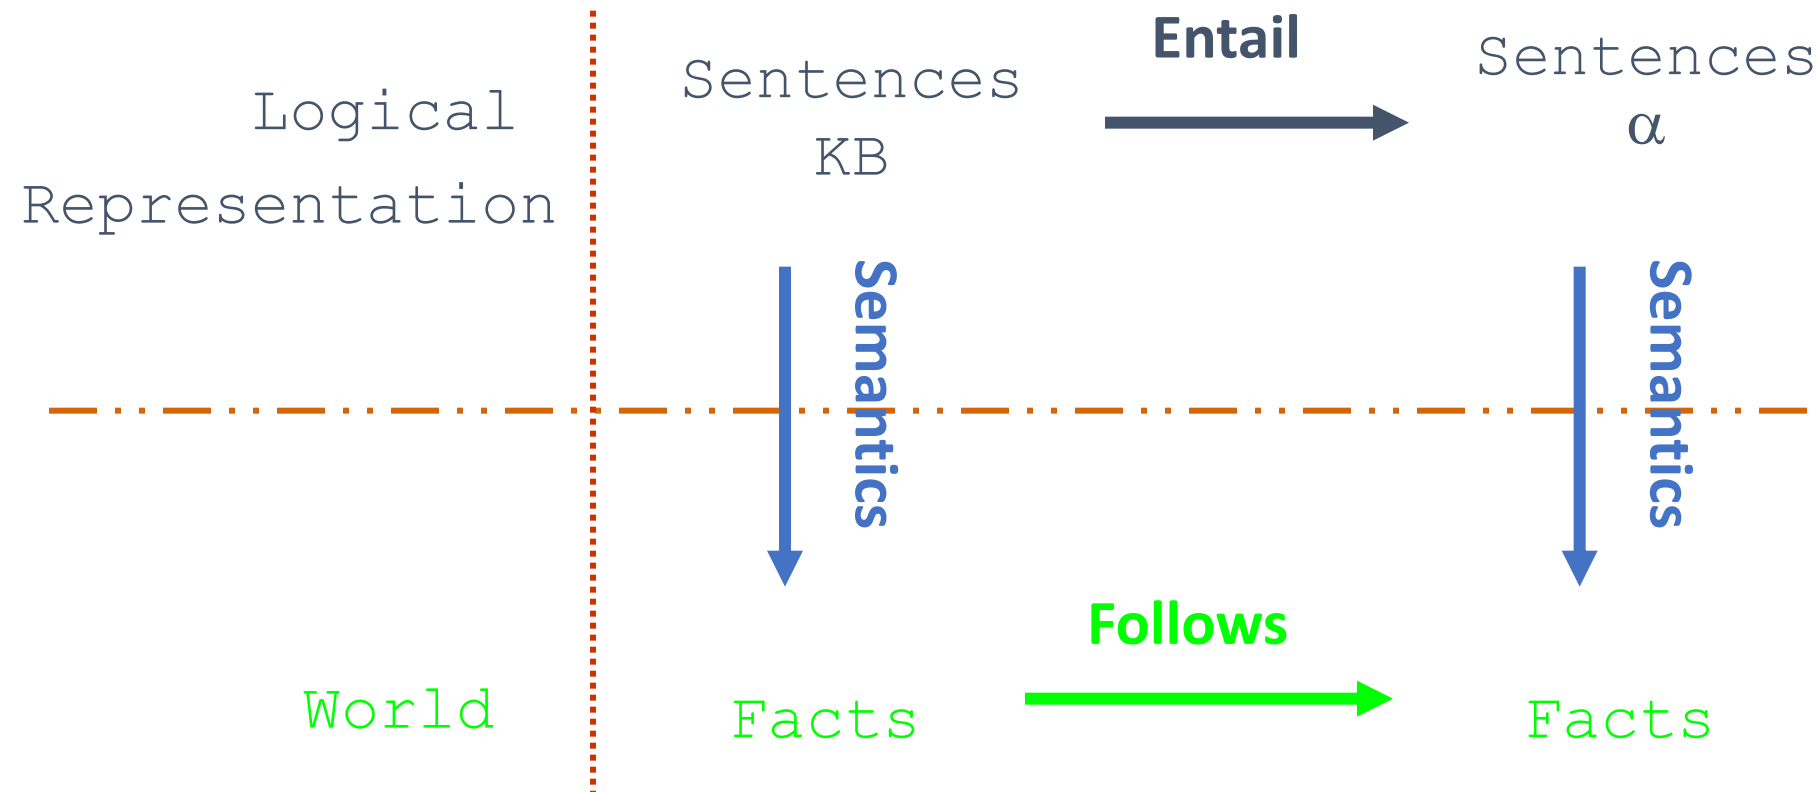 Logical
Representation
Sentences
KB
Entail
Sentences
α
Semantics
Semantics
World
Facts
Follows
Facts